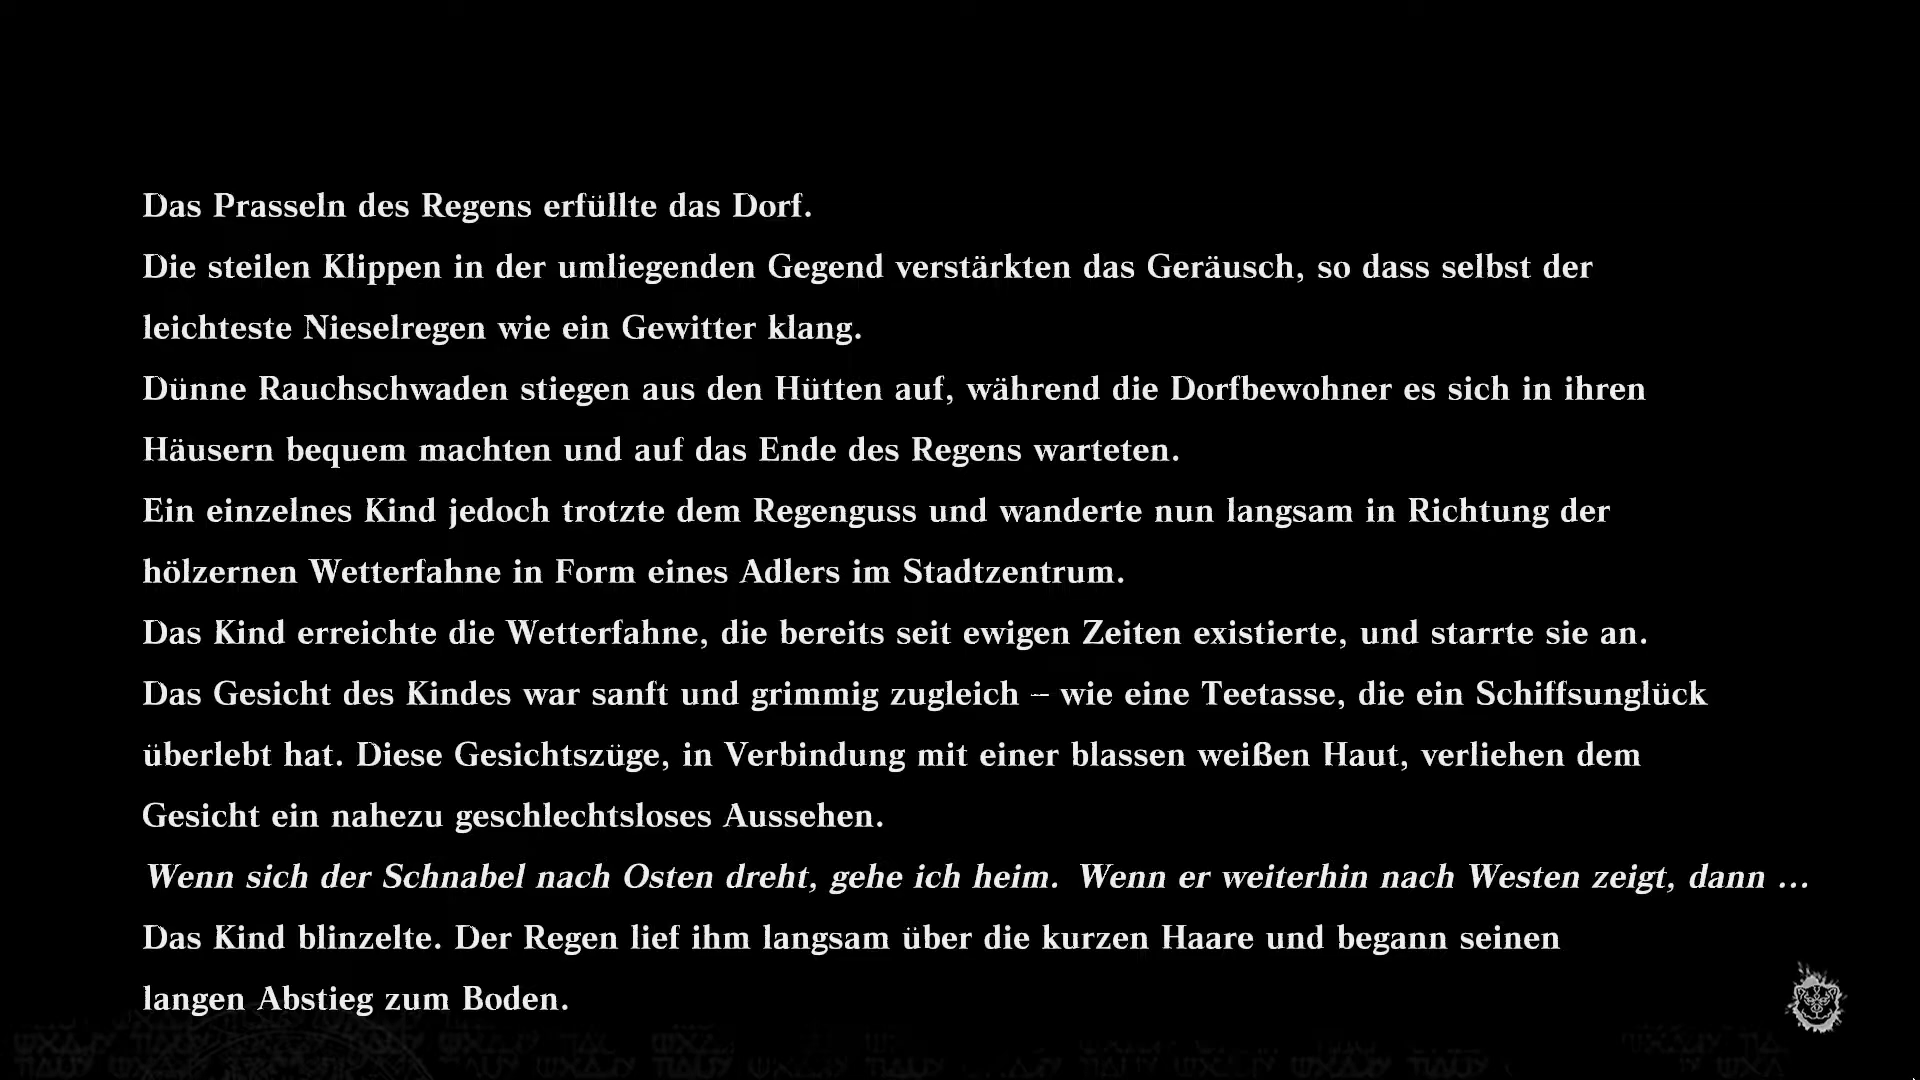 Das Prasseln des Regens erfüllte das Dorf.
Die steilen Klippen in der umliegenden Gegend verstärkten das Geräusch, so dass selbst der
leichteste Nieselregen wie ein Gewitter klang.
Dünne Rauchschwaden stiegen aus den Hütten auf, während die Dorfbewohner es sich in ihren
Häusern bequem machten und auf das Ende des Regens warteten.
Ein einzelnes Kind jedoch trotzte dem Regenguss und wanderte nun langsam in Richtung der
hölzernen Wetterfahne in Form eines Adlers im Stadtzentrum.
Das Kind erreichte die Wetterfahne, die bereits seit ewigen Zeiten existierte, und starrte sie an.
Das Gesicht des Kindes war sanft und grimmig zugleich – wie eine Teetasse, die ein Schiffsunglück
überlebt hat. Diese Gesichtszüge, in Verbindung mit einer blassen weißen Haut, verliehen dem
Gesicht ein nahezu geschlechtsloses Aussehen.
Wenn sich der Schnabel nach Osten dreht, gehe ich heim. Wenn er weiterhin nach Westen zeigt, dann ...
Das Kind blinzelte. Der Regen lief ihm langsam über die kurzen Haare und begann seinen
langen Abstieg zum Boden.